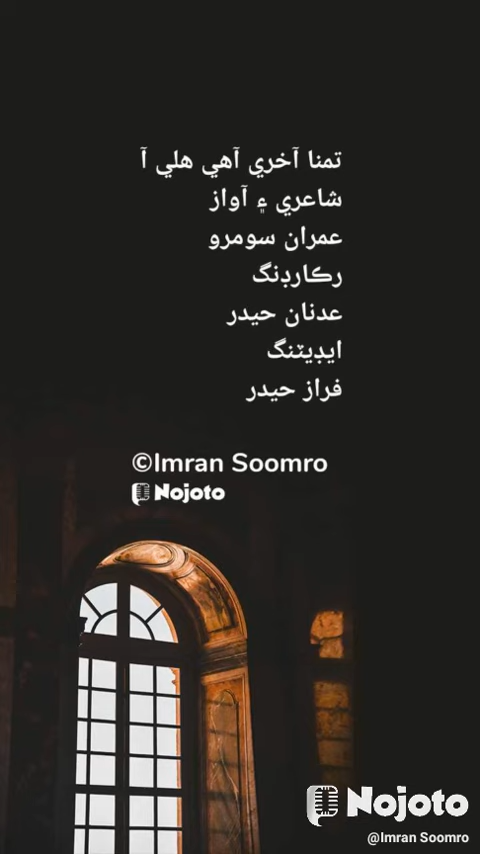 تمنا آخري آهي هلي آ
شاعري ۽ آواز
عمران سومرو
رڪارڊنگ
عدنان حيدر
ايڊيٽنگ
فراز حيدر
©Imran Soomro
Nojoto
Nojoto
@Imran Soomro